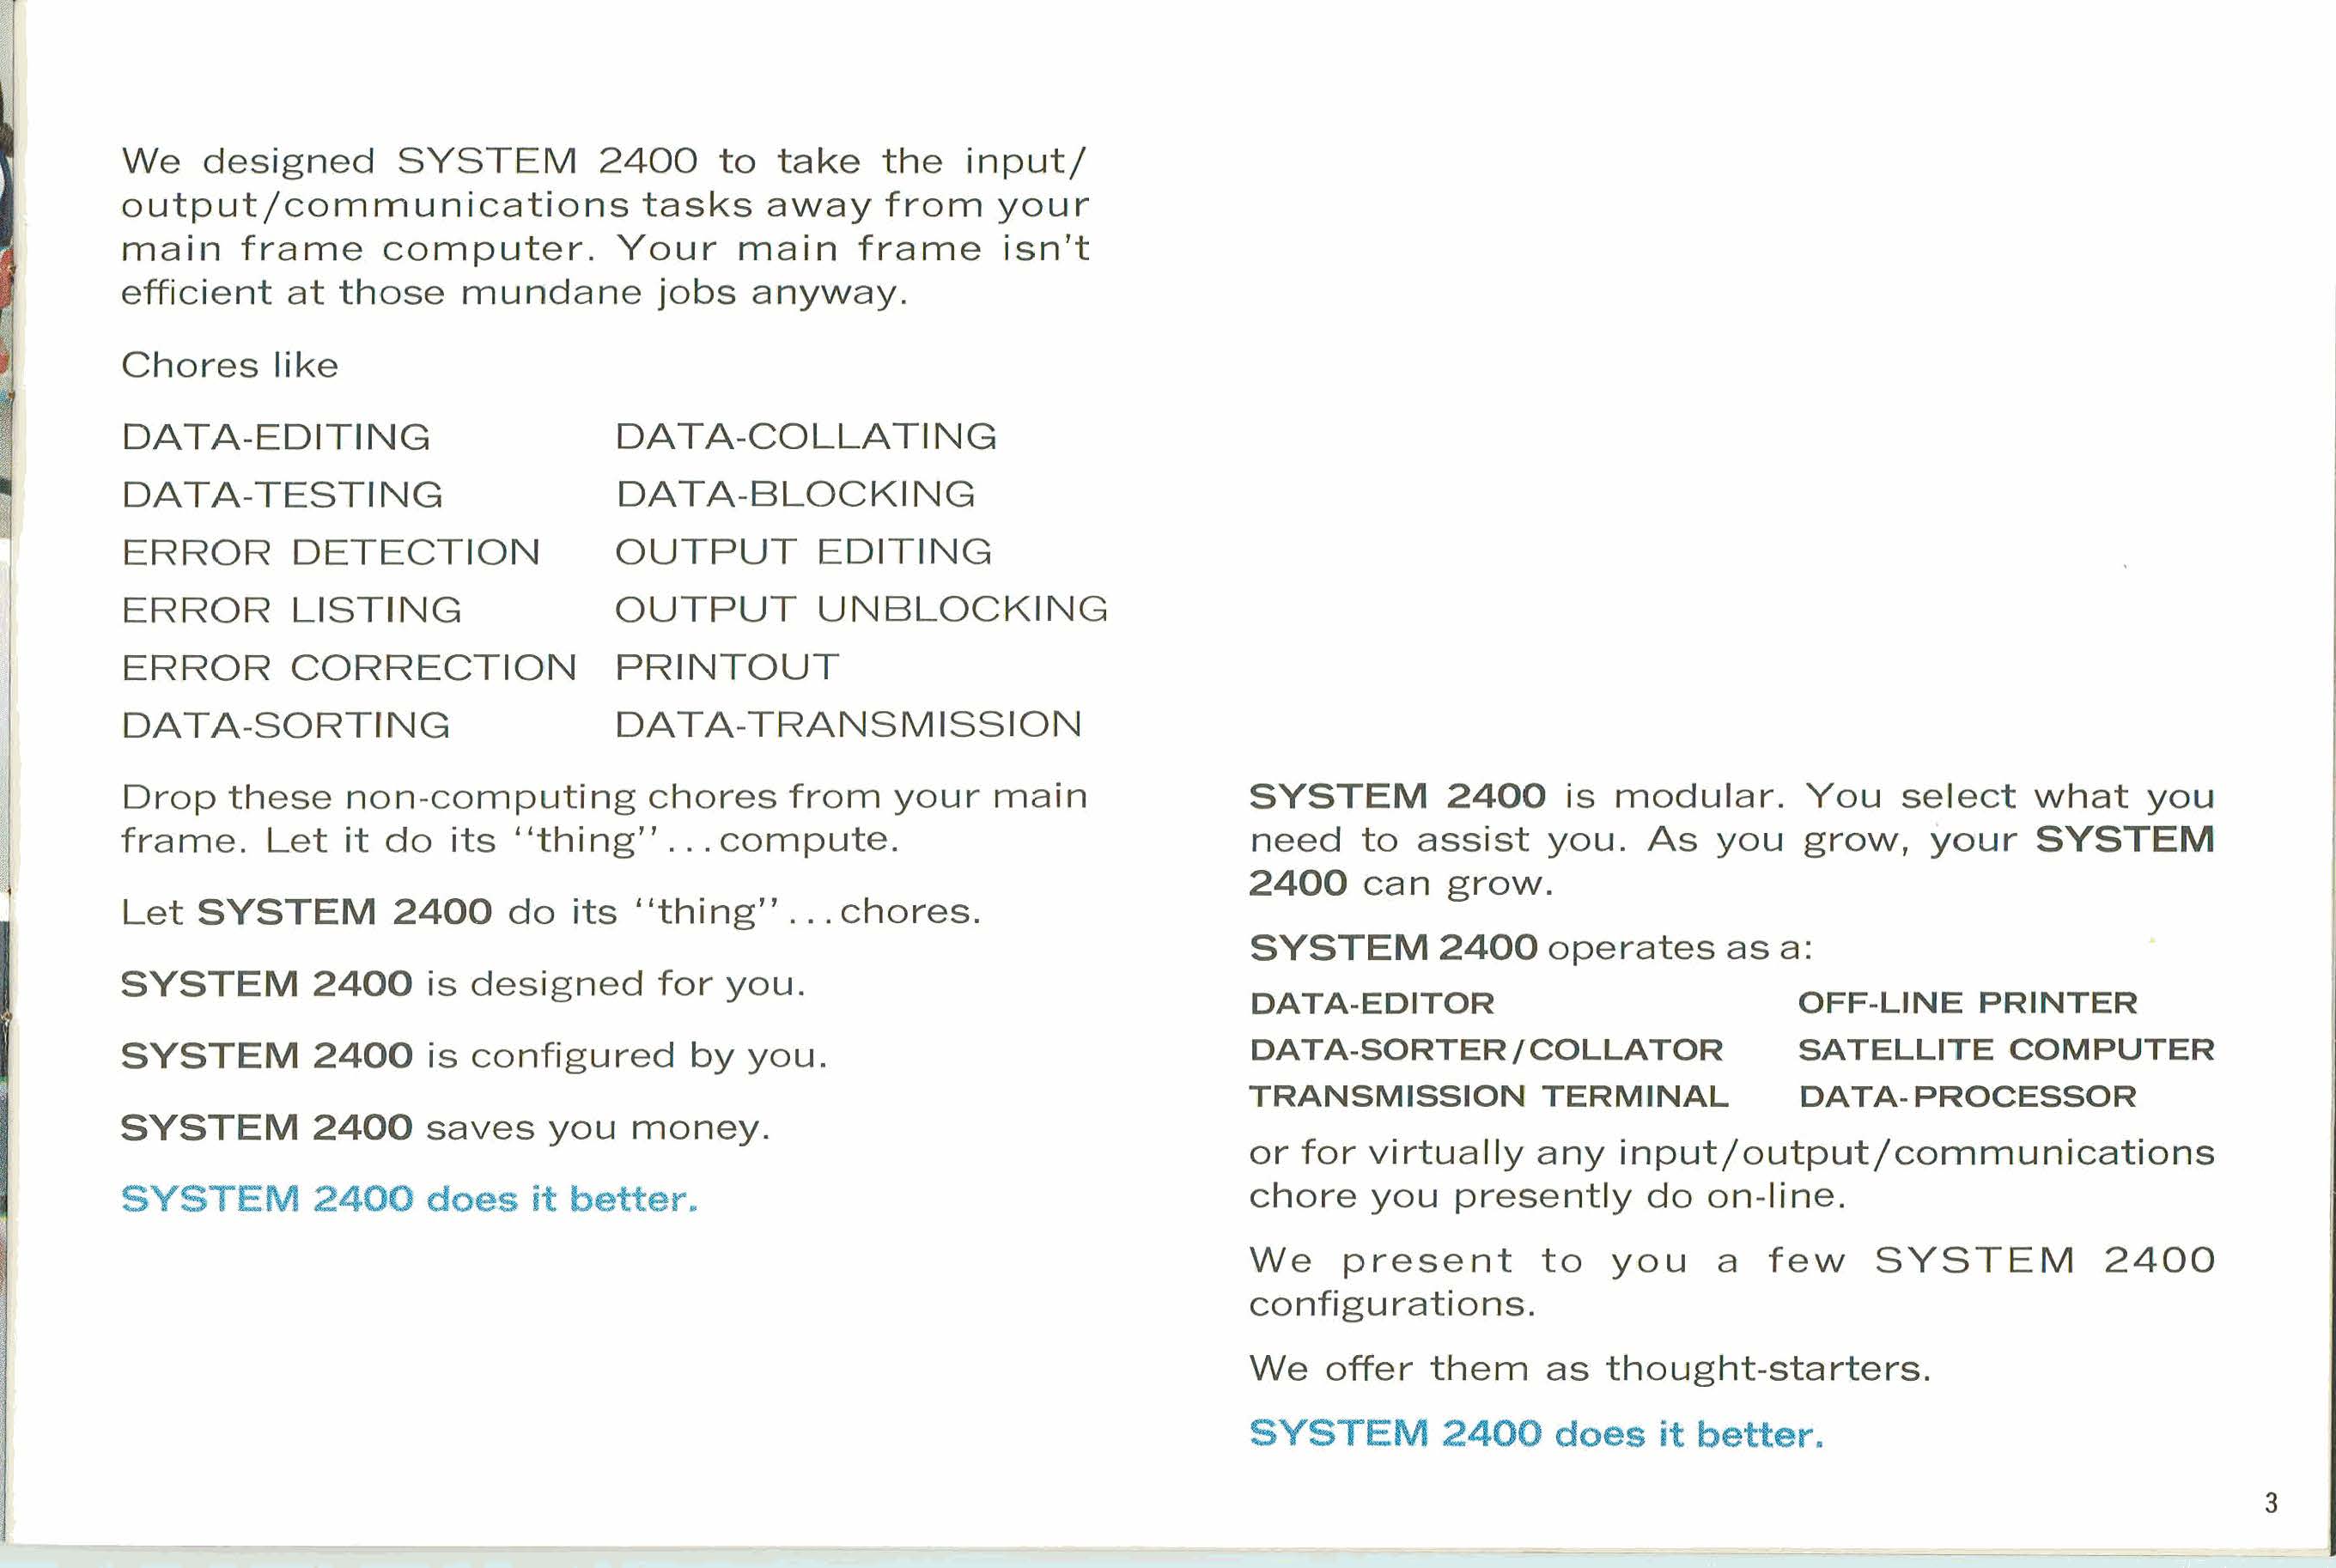 We designed SYSTEM 2400 to take the input/
output/communications tasks away from your
main frame computer. Your main frame isn't
efficient at those mundane jobs anyway.
Chores like
DATA-EDITING DATA-COLLATING
DATA-TESTING DATA-BLOCKING
ERROR DETECTION OUTPUT EDITING
ERROR LISTING OUTPUT UNBLOCKING
ERROR CORRECTION PRINTOUT
DATA-SORTING DATA-TRANSMISSION
Drop these non-computing chores from your main
frame. Let it do its “thing”...compute.
Let SYSTEM 2400 do its “thing”...chores.
SYSTEM 2400 is designed for you.
SYSTEM 2400 is configured by you.
SYSTEM 2400 saves you money.
SYSTEM 2400 does it better.
SYSTEM 2400 is modular. You select what you
need to assist you. As you grow, your SYSTEM
2400 can grow.
SYSTEM 2400 operates as a:
DATA-EDITOR OFF-LINE PRINTER
DATA-SORTER/COLLATOR SATELLITE COMPUTER
TRANSMISSION TERMINAL DATA-PROCESSOR
or for virtually any input/output/communications
chore you presently do on-line.
We present to you a few SYSTEM 2400
configurations.
We offer them as thought-starters.
SYSTEM 2400 does it better.
3